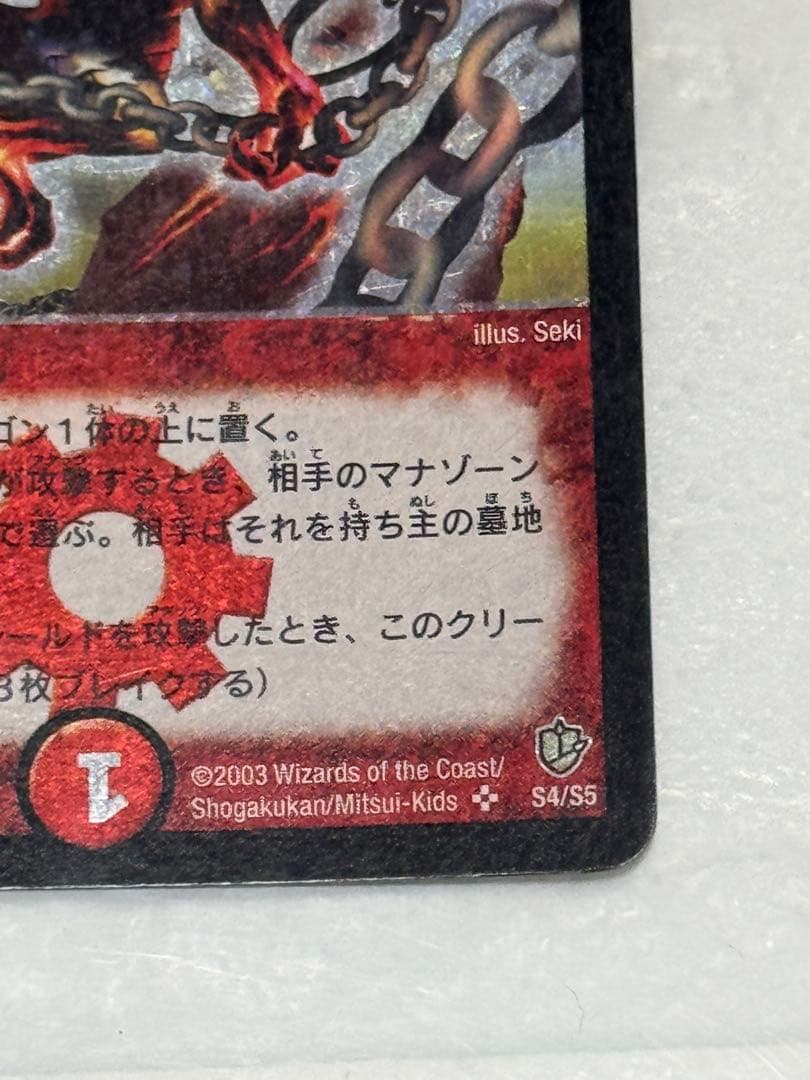 illus. Seki
ゴン1体の上に置く。
が攻撃するとき、相手のマナゾーン
で選ぶ。相手はそれを持ち主の墓地
シールドを攻撃したとき、このクリー
3枚ブレイクする)
1
©2003 Wizards of the Coast/
Shogakukan/Mitsui-Kids
S4/S5